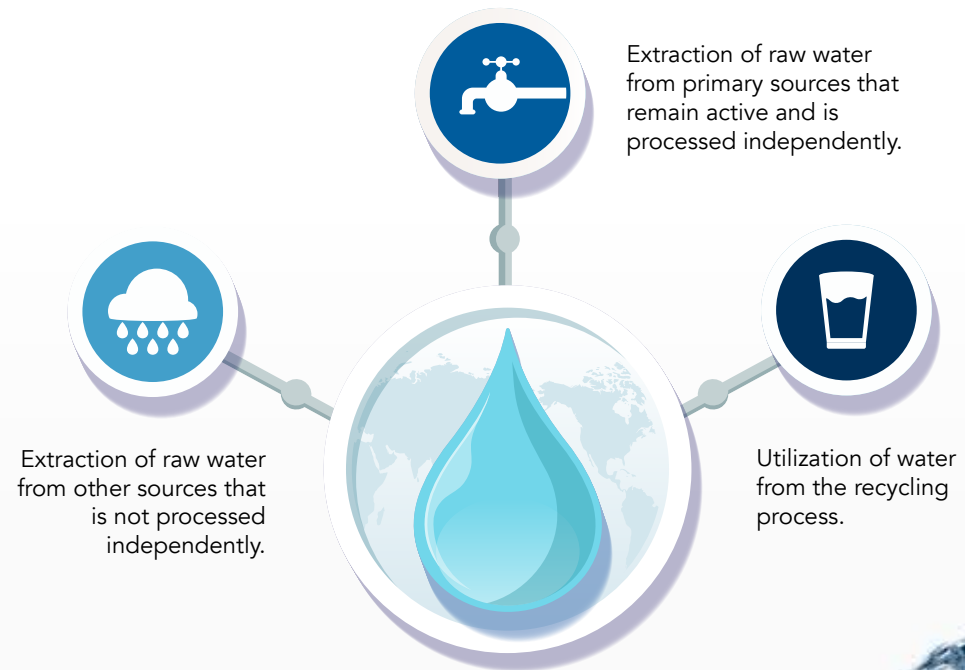 Extraction of raw water
from primary sources that
remain active and is
processed independently.
Extraction of raw water
from other sources that
is not processed
independently.
Utilization of water
from the recycling
process.